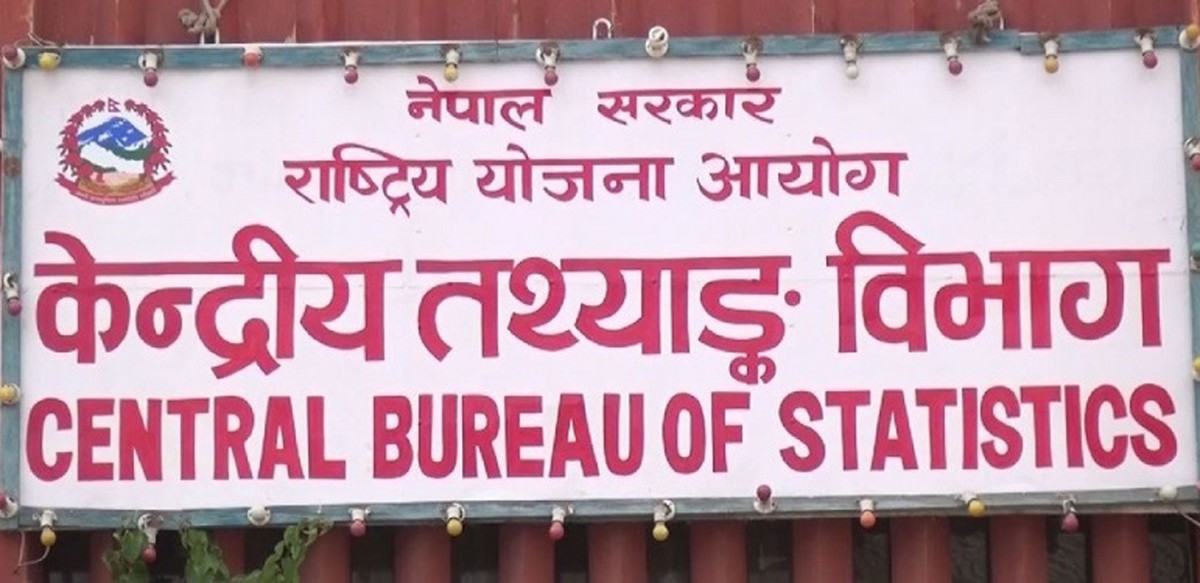 नेपाल सरकार
राष्ट्रिय योजना आयोग
केन्द्रीय तथ्याङ्क विभाग
CENTRAL BUREAU OF STATISTICS